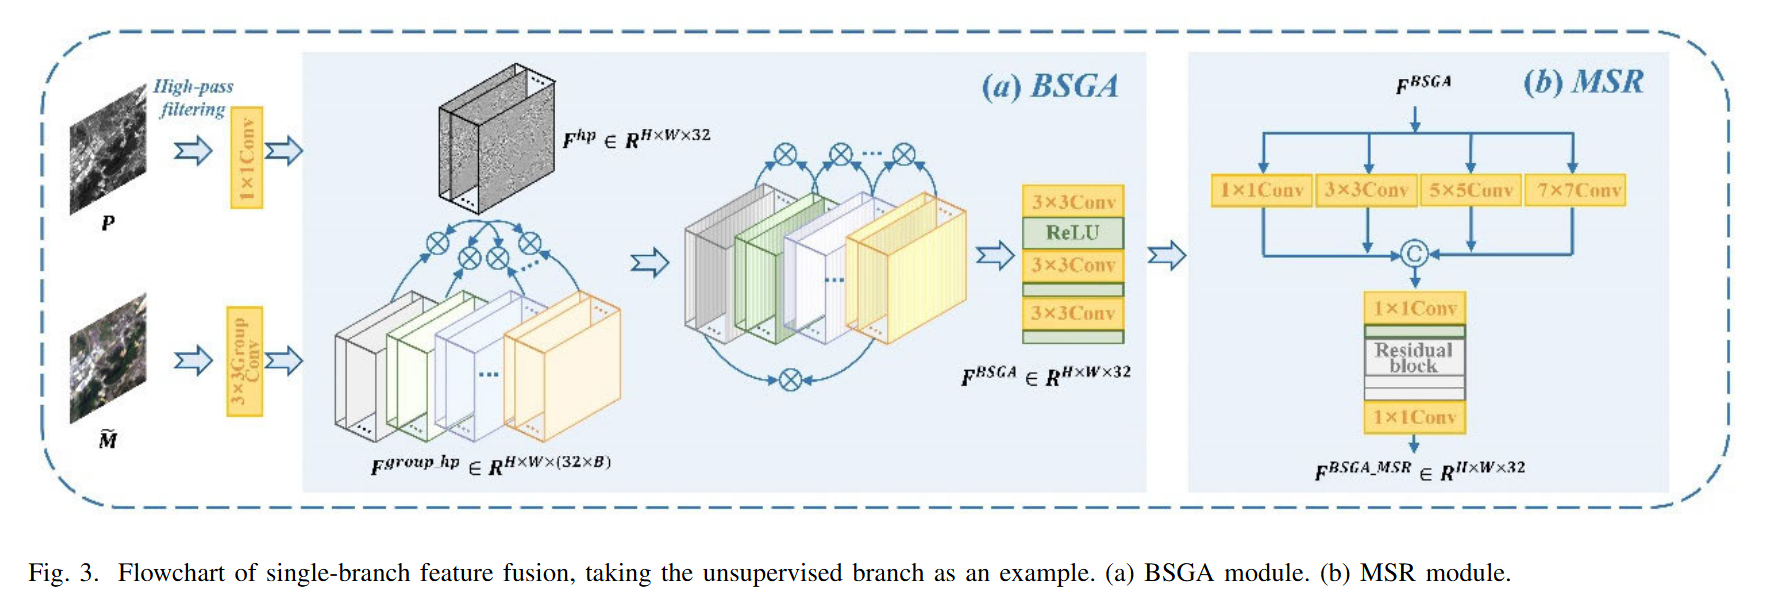 High-pass
filtering
1×1Conv
P
3×3Group
Conv
M̃
(a) BSGA
F^{hp} ∈ R^{H×W×32}
...
F^{group_hp} ∈ R^{H×W×(32×B)}
3×3Conv
ReLU
3×3Conv
3×3Conv
F^{BSGA} ∈ R^{H×W×32}
(b) MSR
F^{BSGA}
1×1Conv 3×3Conv 5×5Conv 7×7Conv
C
1×1Conv
Residual
block
1×1Conv
F^{BSGA_MSR} ∈ R^{H×W×32}
Fig. 3. Flowchart of single-branch feature fusion, taking the unsupervised branch as an example. (a) BSGA module. (b) MSR module.